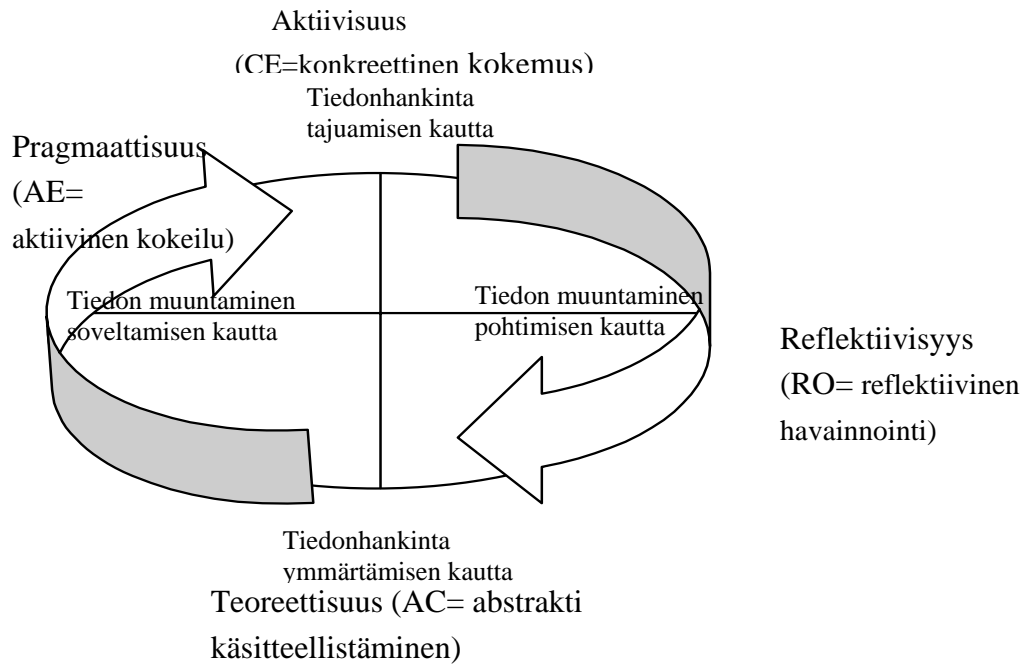 Aktiivisuus
(CE=konkreettinen kokemus)
Tiedonhankinta
tajuamisen kautta
Pragmaattisuus
(AE=
aktiivinen kokeilu)
Tiedon muuntaminen
soveltamisen kautta
Tiedon muuntaminen
pohtimisen kautta
Reflektiivisyys
(RO= reflektiivinen
havainnointi)
Tiedonhankinta
ymmärtämisen kautta
Teoreettisuus (AC= abstrakti
käsitteellistäminen)